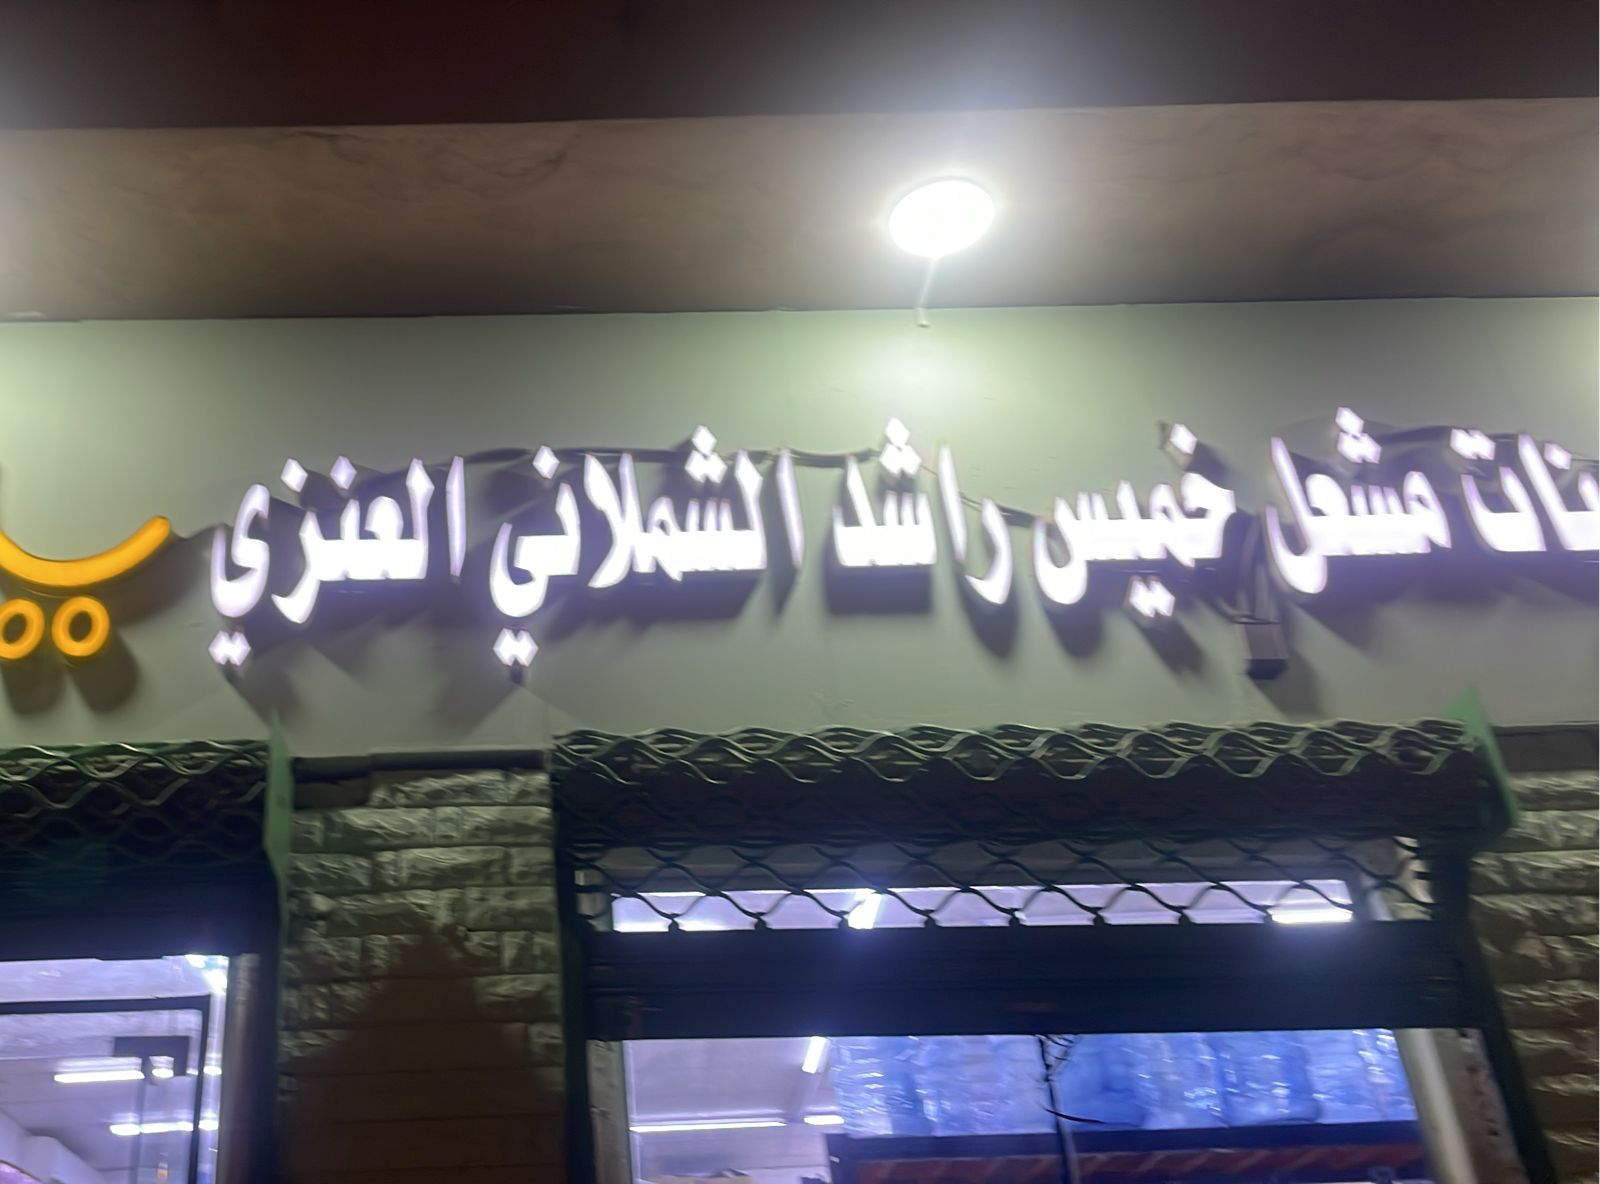 مشعل خميس راشد الشملاني العنزي